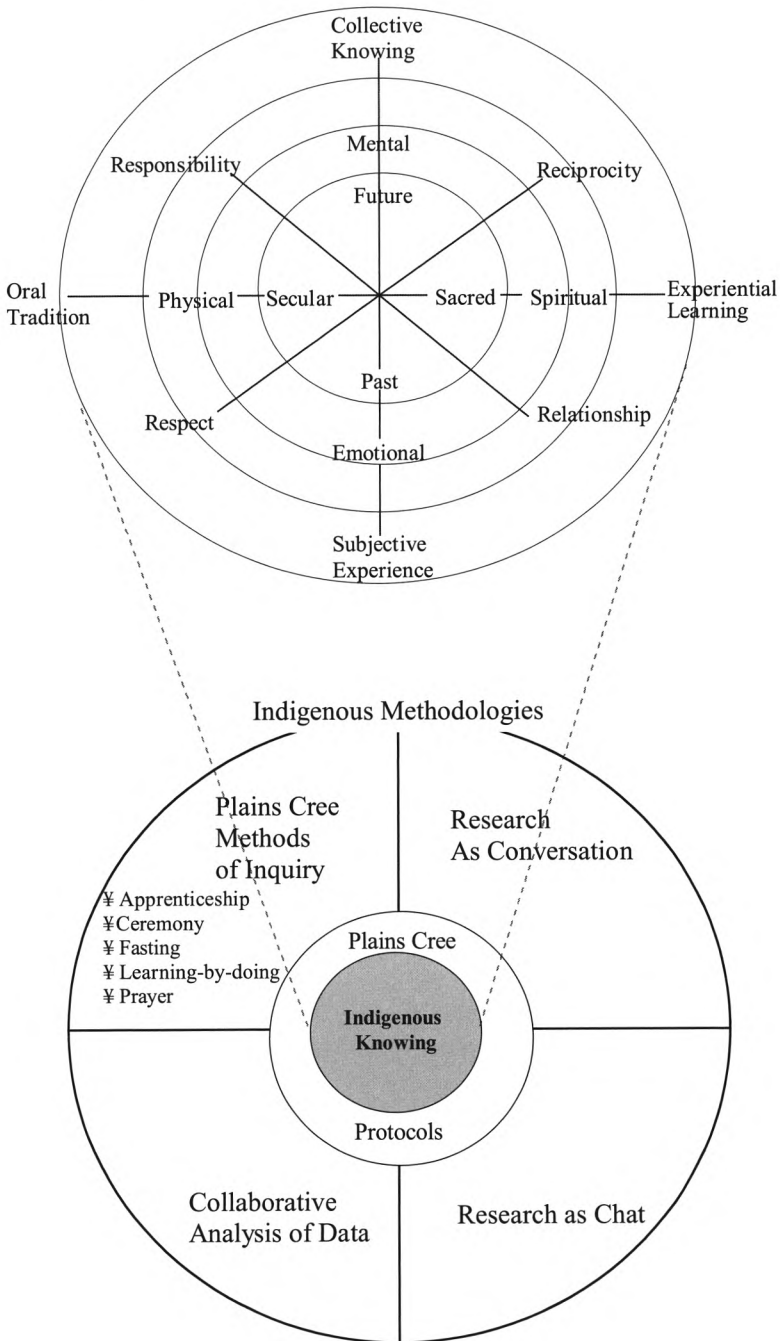 Collective
Knowing
Mental
Responsibility
Reciprocity
Future
Oral
Tradition
Physical
Secular
Sacred
Spiritual
Experiential
Learning
Past
Respect
Relationship
Emotional
Subjective
Experience
Indigenous Methodologies
Plains Cree
Methods
of Inquiry
¥ Apprenticeship
¥Ceremony
¥ Fasting
¥ Learning-by-doing
¥ Prayer
Research
As Conversation
Plains Cree
Indigenous
Knowing
Protocols
Collaborative
Analysis of Data
Research as Chat